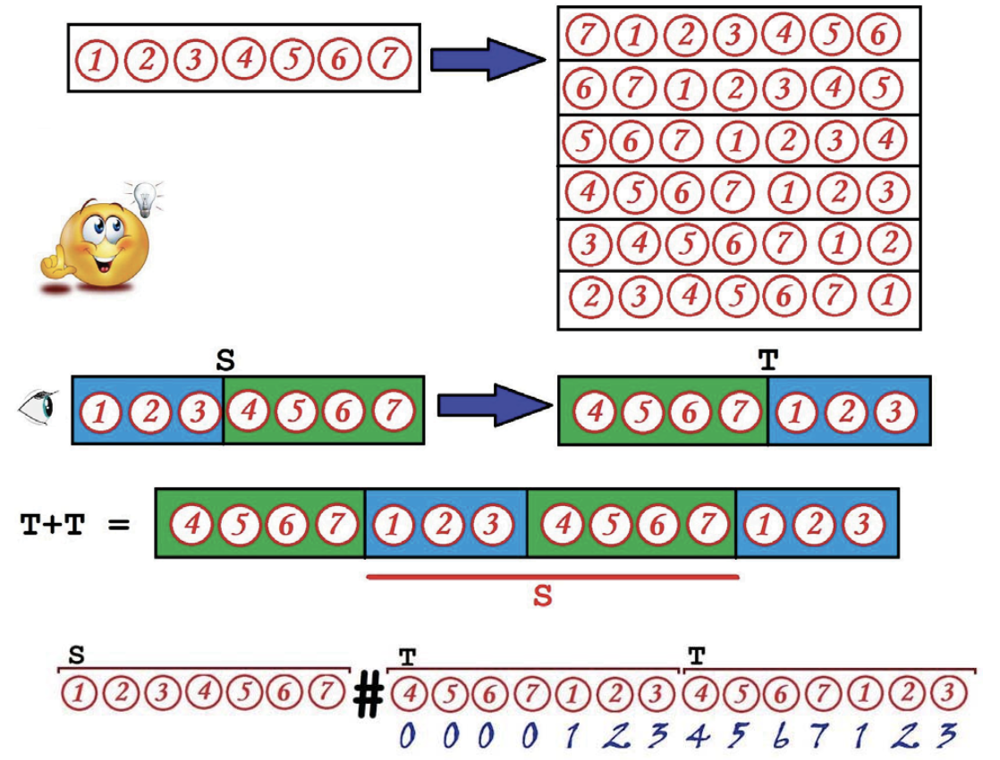 1 2 3 4 5 6 7
7 1 2 3 4 5 6
6 7 1 2 3 4 5
5 6 7 1 2 3 4
4 5 6 7 1 2 3
3 4 5 6 7 1 2
2 3 4 5 6 7 1
S T
1 2 3 4 5 6 7 4 5 6 7 1 2 3
T+T = 4 5 6 7 1 2 3 4 5 6 7 1 2 3
S
S T T
1 2 3 4 5 6 7 # 4 5 6 7 1 2 3 4 5 6 7 1 2 3
0 0 0 0 1 2 3 4 5 6 7 1 2 3